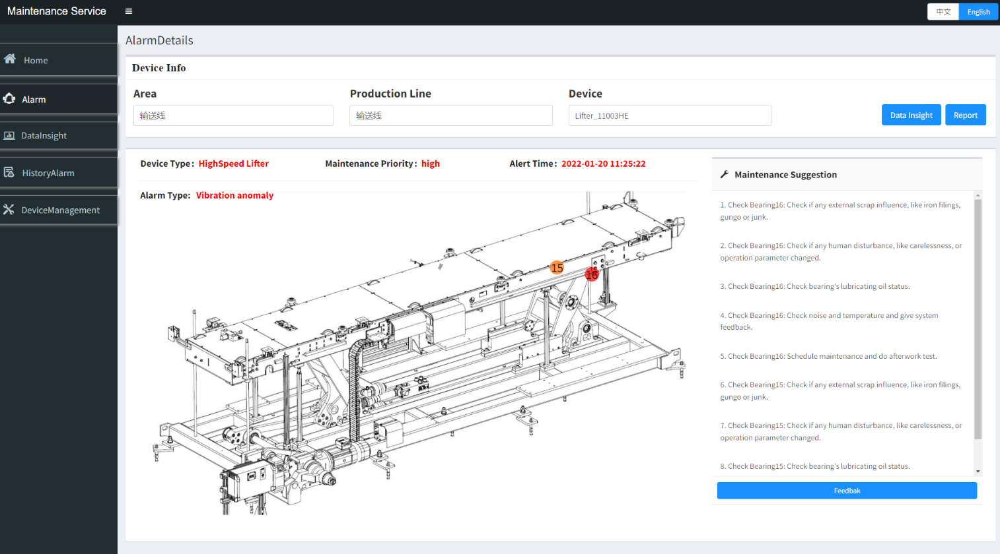 Maintenance Service
中文
English
Home
Alarm
DataInsight
HistoryAlarm
DeviceManagement
AlarmDetails
Device Info
Area
Production Line
Device
输送线
输送线
Lifter_11003HE
Data Insight
Report
Device Type: HighSpeed Lifter
Maintenance Priority: high
Alert Time: 2022-01-20 11:25:22
Alarm Type: Vibration anomaly
15
16
Maintenance Suggestion
1. Check Bearing16: Check if any external scrap influence, like iron filings,
gungo or junk.
2. Check Bearing16: Check if any human disturbance, like carelessness, or
operation parameter changed.
3. Check Bearing16: Check bearing's lubricating oil status.
4. Check Bearing16: Check noise and temperature and give system
feedback.
5. Check Bearing16: Schedule maintenance and do afterwork test.
6. Check Bearing15: Check if any external scrap influence, like iron filings,
gungo or junk.
7. Check Bearing15: Check if any human disturbance, like carelessness, or
operation parameter changed.
8. Check Bearing15: Check bearing's lubricating oil status.
Feedbak